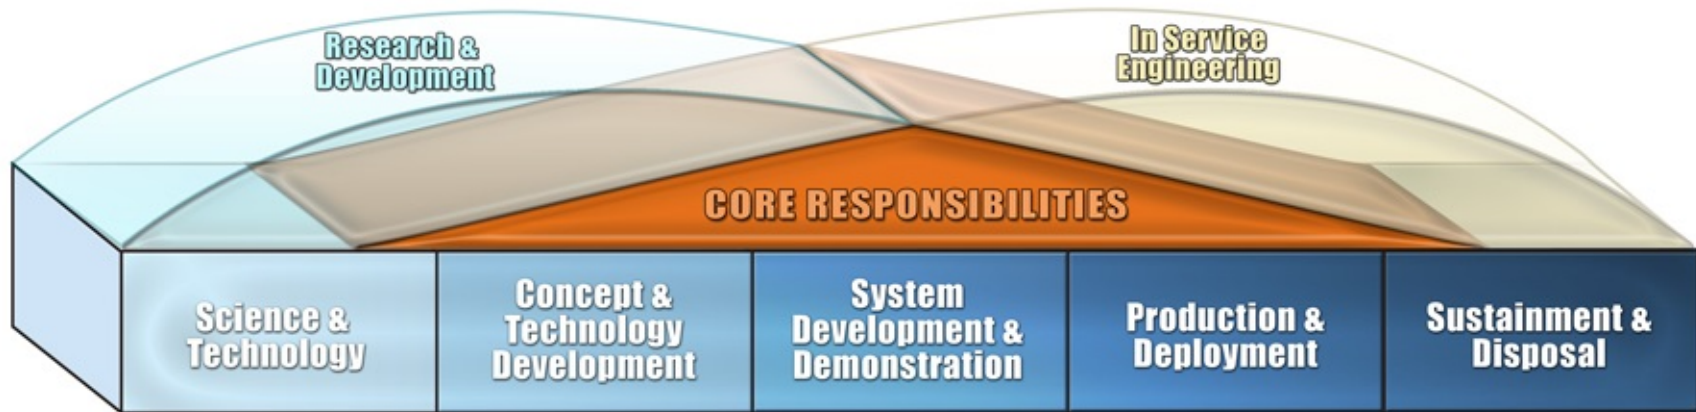 Research &
Development
In Service
Engineering
CORE RESPONSIBILITIES
Science &
Technology
Concept &
Technology
Development
System
Development &
Demonstration
Production &
Deployment
Sustainment &
Disposal